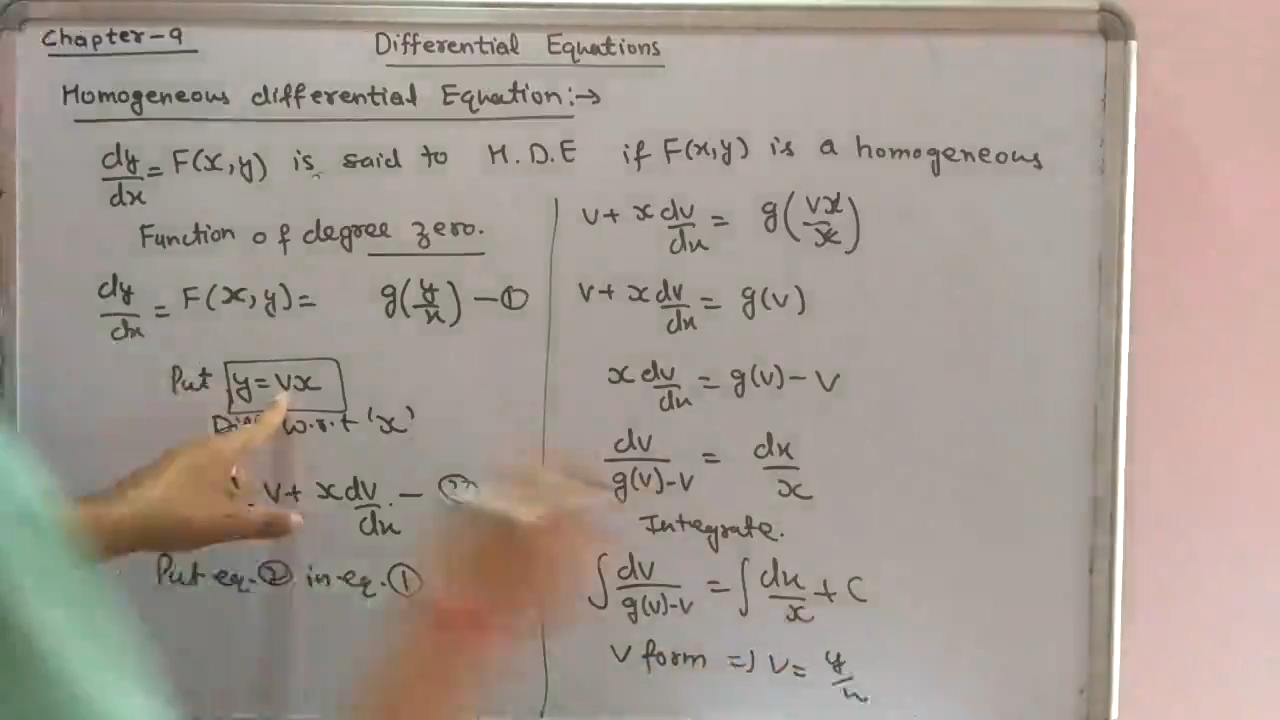 Chapter-9
Differential Equations
Homogeneous differential Equation:→
dy/dx = F(x,y) is said to H.D.E if F(x,y) is a homogeneous
Function of degree zero.
dy/dx = F(x,y) = g(y/x) — ①
Put y=vx
w.r.t 'x'
v+ x dv/dx —
Put eq. ② in eq. ①
v+ x dv/dx = g(vx/x)
v+ x dv/dx = g(v)
x dv/dx = g(v) - v
dv/g(v)-v = dx/x
Integrate.
∫ dv/g(v)-v = ∫ dx/x + C
v form => v= y/x